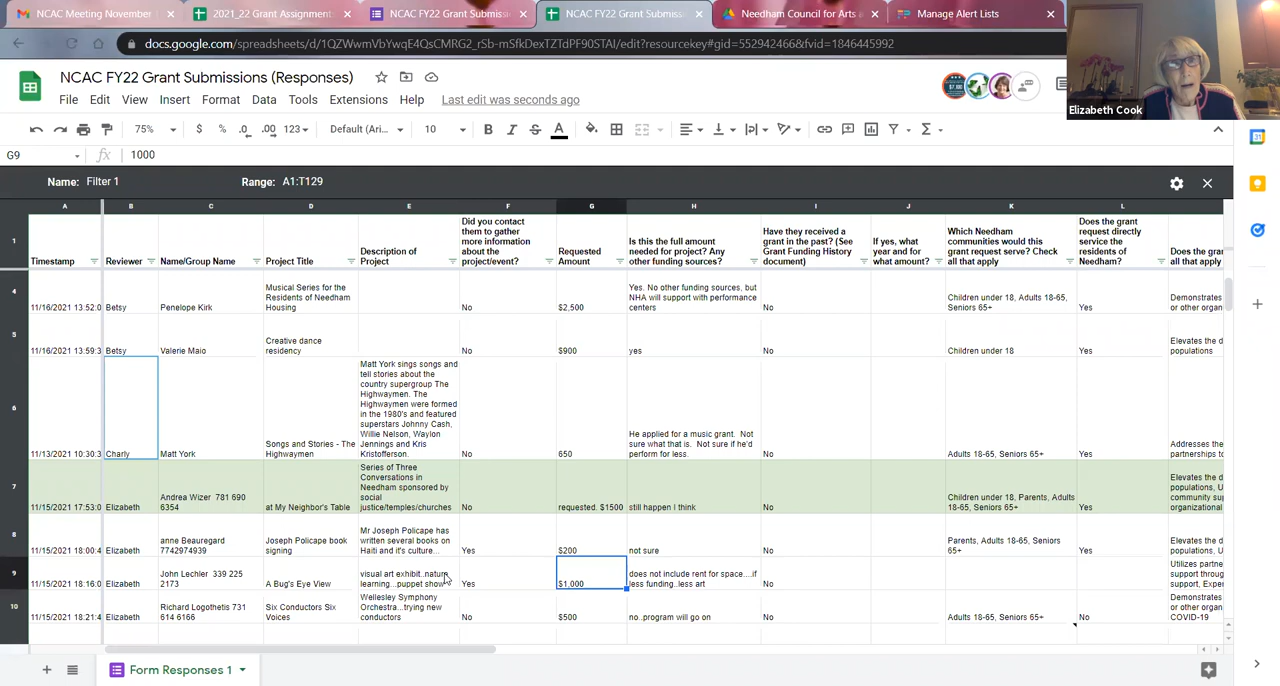 NCAC Meeting November
2021_22 Grant Assignment
NCAC FY22 Grant Submissi
NCAC FY22 Grant Submissio
Needham Council for Arts a
Manage Alert Lists
docs.google.com/spreadsheets/d/1QZWwmVbYwqE4QsCMRG2_rSb-mSfkDexTZTdPF90STAI/edit?resourcekey#gid=552942466&fvid=1846445992
Elizabeth Cook
NCAC FY22 Grant Submissions (Responses)
File Edit View Insert Format Data Tools Extensions Help Last edit was seconds ago
75% $ % .0 .00 123 Default (Ari... 10 B I S A
G9 fx 1000
Name: Filter 1 Range: A1:T129
A B C D E F G H I J K L
1
Timestamp
Reviewer
Name/Group Name
Project Title
Description of
Project
Did you contact
them to gather
more information
about the
project/event?
Requested
Amount
Is this the full amount
needed for project? Any
other funding sources?
Have they received a
grant in the past? (See
Grant Funding History
document)
If yes, what
year and for
what amount?
Which Needham
communities would this
grant request serve? Check
all that apply
Does the grant
request directly
service the
residents of
Needham?
Does the gra
all that apply
4
11/16/2021 13:52:0
Betsy
Penelope Kirk
Musical Series for the
Residents of Needham
Housing
No
$2,500
Yes. No other funding sources, but
NHA will support with performance
centers
No
Children under 18, Adults 18-65,
Seniors 65+
Yes
Demonstrates
or other organ
5
11/16/2021 13:59:3
Betsy
Valerie Maio
Creative dance
residency
No
$900
yes
No
Children under 18
Yes
Elevates the d
populations
6
11/13/2021 10:30:3
Charly
Matt York
Songs and Stories - The
Highwaymen
Matt York sings songs and
tell stories about the
country supergroup The
Highwaymen. The
Highwaymen were formed
in the 1980's and featured
superstars Johnny Cash,
Willie Nelson, Waylon
Jennings and Kris
Kristofferson.
No
650
He applied for a music grant. Not
sure what that is. Not sure if he'd
perform for less.
No
Adults 18-65, Seniors 65+
Yes
Addresses the
partnerships to
7
11/15/2021 17:53:0
Elizabeth
Andrea Wizer 781 690
6354
at My Neighbor's Table
Series of Three
Conversations in
Needham sponsored by
social
justice/temples/churches
No
requested. $1500
still happen I think
No
Children under 18, Parents, Adults
18-65, Seniors 65+
Yes
Elevates the d
populations, U
community sup
organizational
8
11/15/2021 18:00:4
Elizabeth
anne Beauregard
7742974939
Joseph Policape book
signing
Mr Joseph Policape has
written several books on
Haiti and it's culture...
Yes
$200
not sure
No
Parents, Adults 18-65, Seniors
65+
Yes
Elevates the d
populations
9
11/15/2021 18:16:0
Elizabeth
John Lechler 339 225
2173
A Bug's Eye View
visual art exhibit..nature
learning...puppet show
Yes
$1,000
does not include rent for space....if
less funding..less art
No
Utilizes partne
support throug
support, Exper
10
11/15/2021 18:21:4
Elizabeth
Richard Logothetis 731
614 6166
Six Conductors Six
Voices
Wellesley Symphony
Orchestra...trying new
conductors
No
$500
no..program will go on
No
Adults 18-65, Seniors 65+
No
Demonstrates
or other organ
COVID-19
Form Responses 1